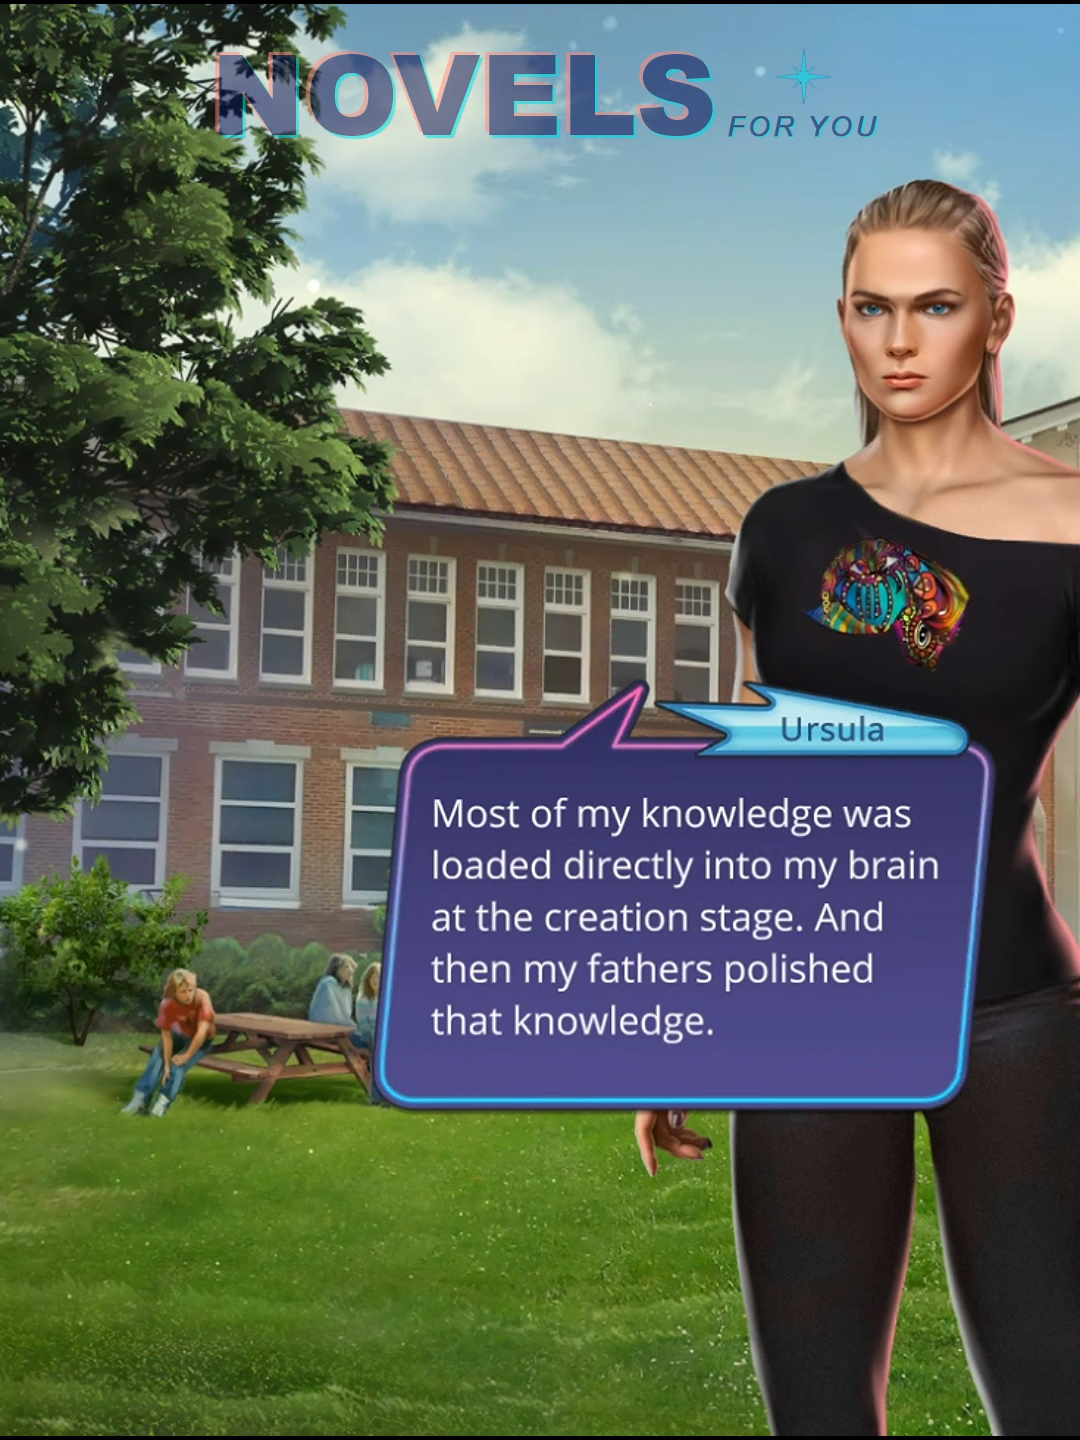 NOVELS
FOR YOU
Ursula
Most of my knowledge was
loaded directly into my brain
at the creation stage. And
then my fathers polished
that knowledge.